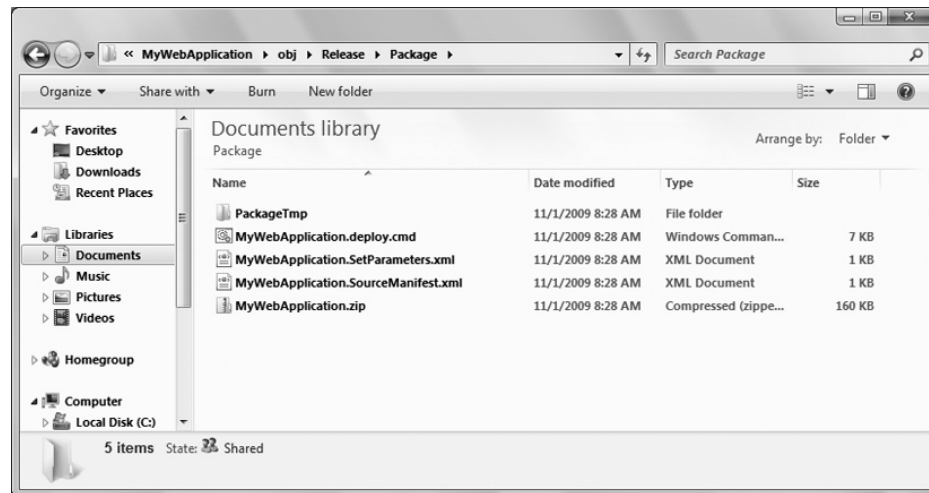 « MyWebApplication ▸ obj ▸ Release ▸ Package ▸ Search Package
Organize ▾ Share with ▾ Burn New folder
Favorites
Desktop
Downloads
Recent Places
Libraries
Documents
Music
Pictures
Videos
Homegroup
Computer
Local Disk (C:)
Documents library
Package
Arrange by: Folder ▾
Name Date modified Type Size
PackageTmp 11/1/2009 8:28 AM File folder
MyWebApplication.deploy.cmd 11/1/2009 8:28 AM Windows Comman... 7 KB
MyWebApplication.SetParameters.xml 11/1/2009 8:28 AM XML Document 1 KB
MyWebApplication.SourceManifest.xml 11/1/2009 8:28 AM XML Document 1 KB
MyWebApplication.zip 11/1/2009 8:28 AM Compressed (zippe... 160 KB
5 items State: Shared